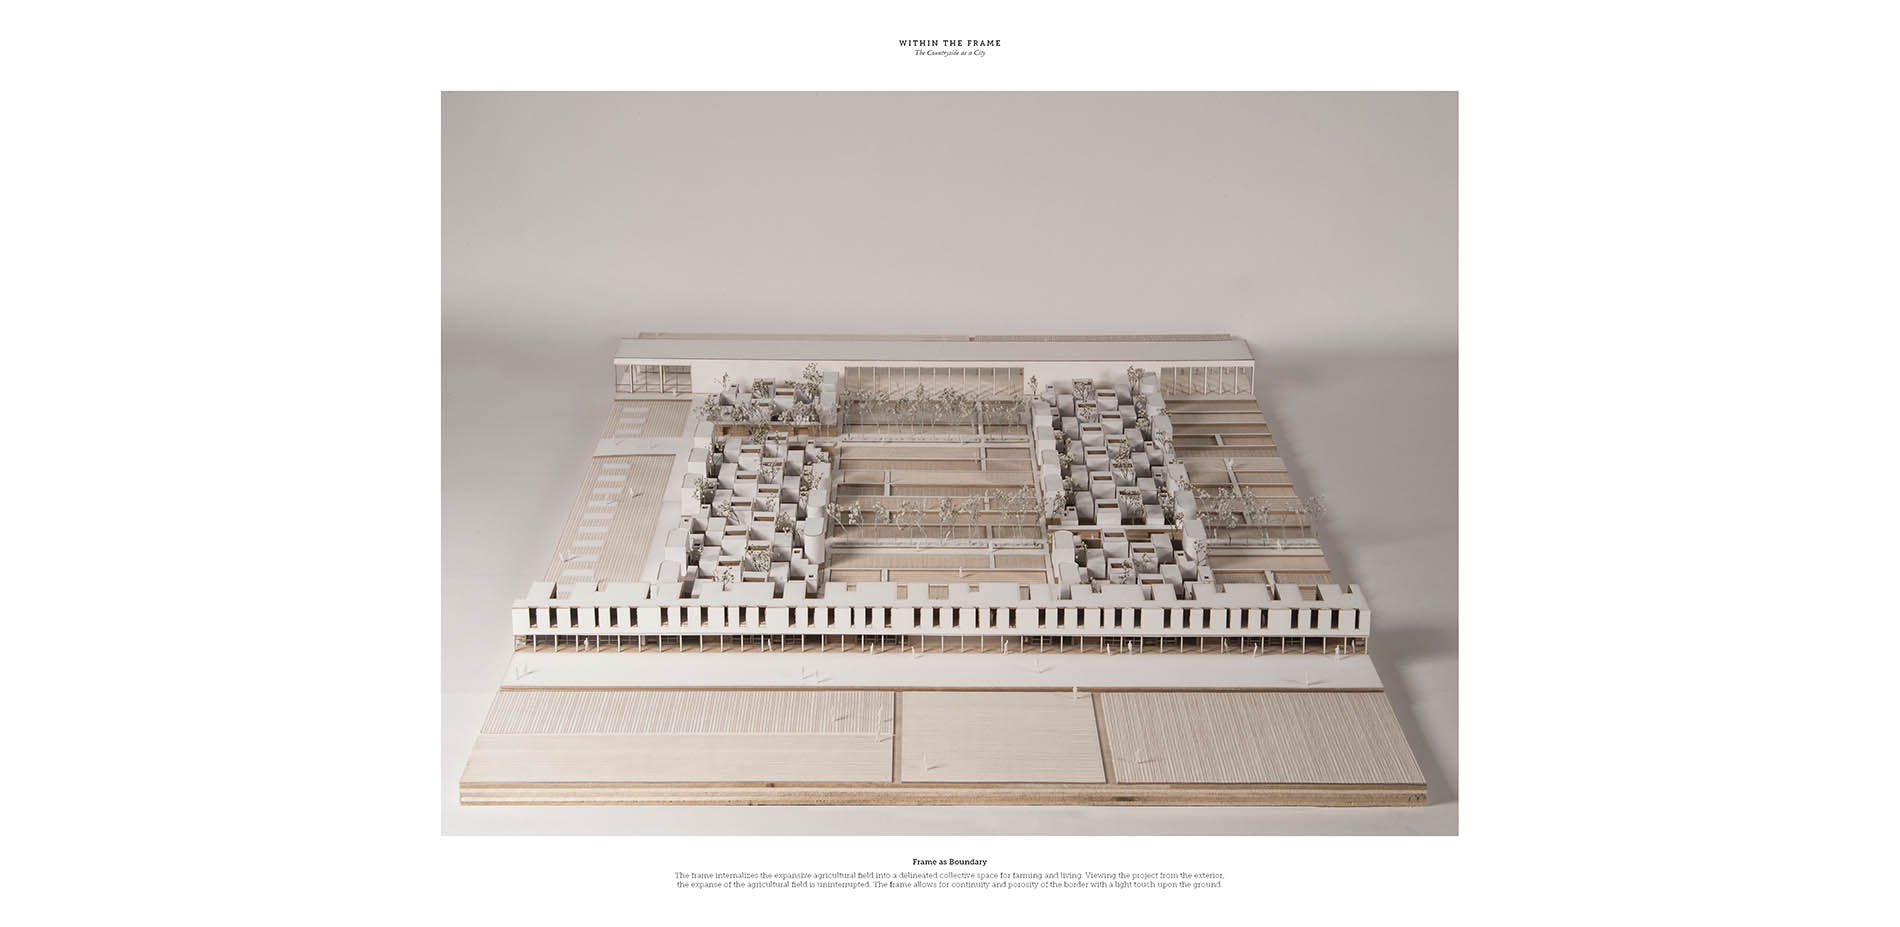 WITHIN THE FRAME
The Countryside as a City
Frame as Boundary
The frame internalizes the expansive agricultural field into a delineated collective space for farming and living. Viewing the project from the exterior,
the expanse of the agricultural field is uninterrupted. The frame allows for continuity and porosity of the border with a light touch upon the ground.